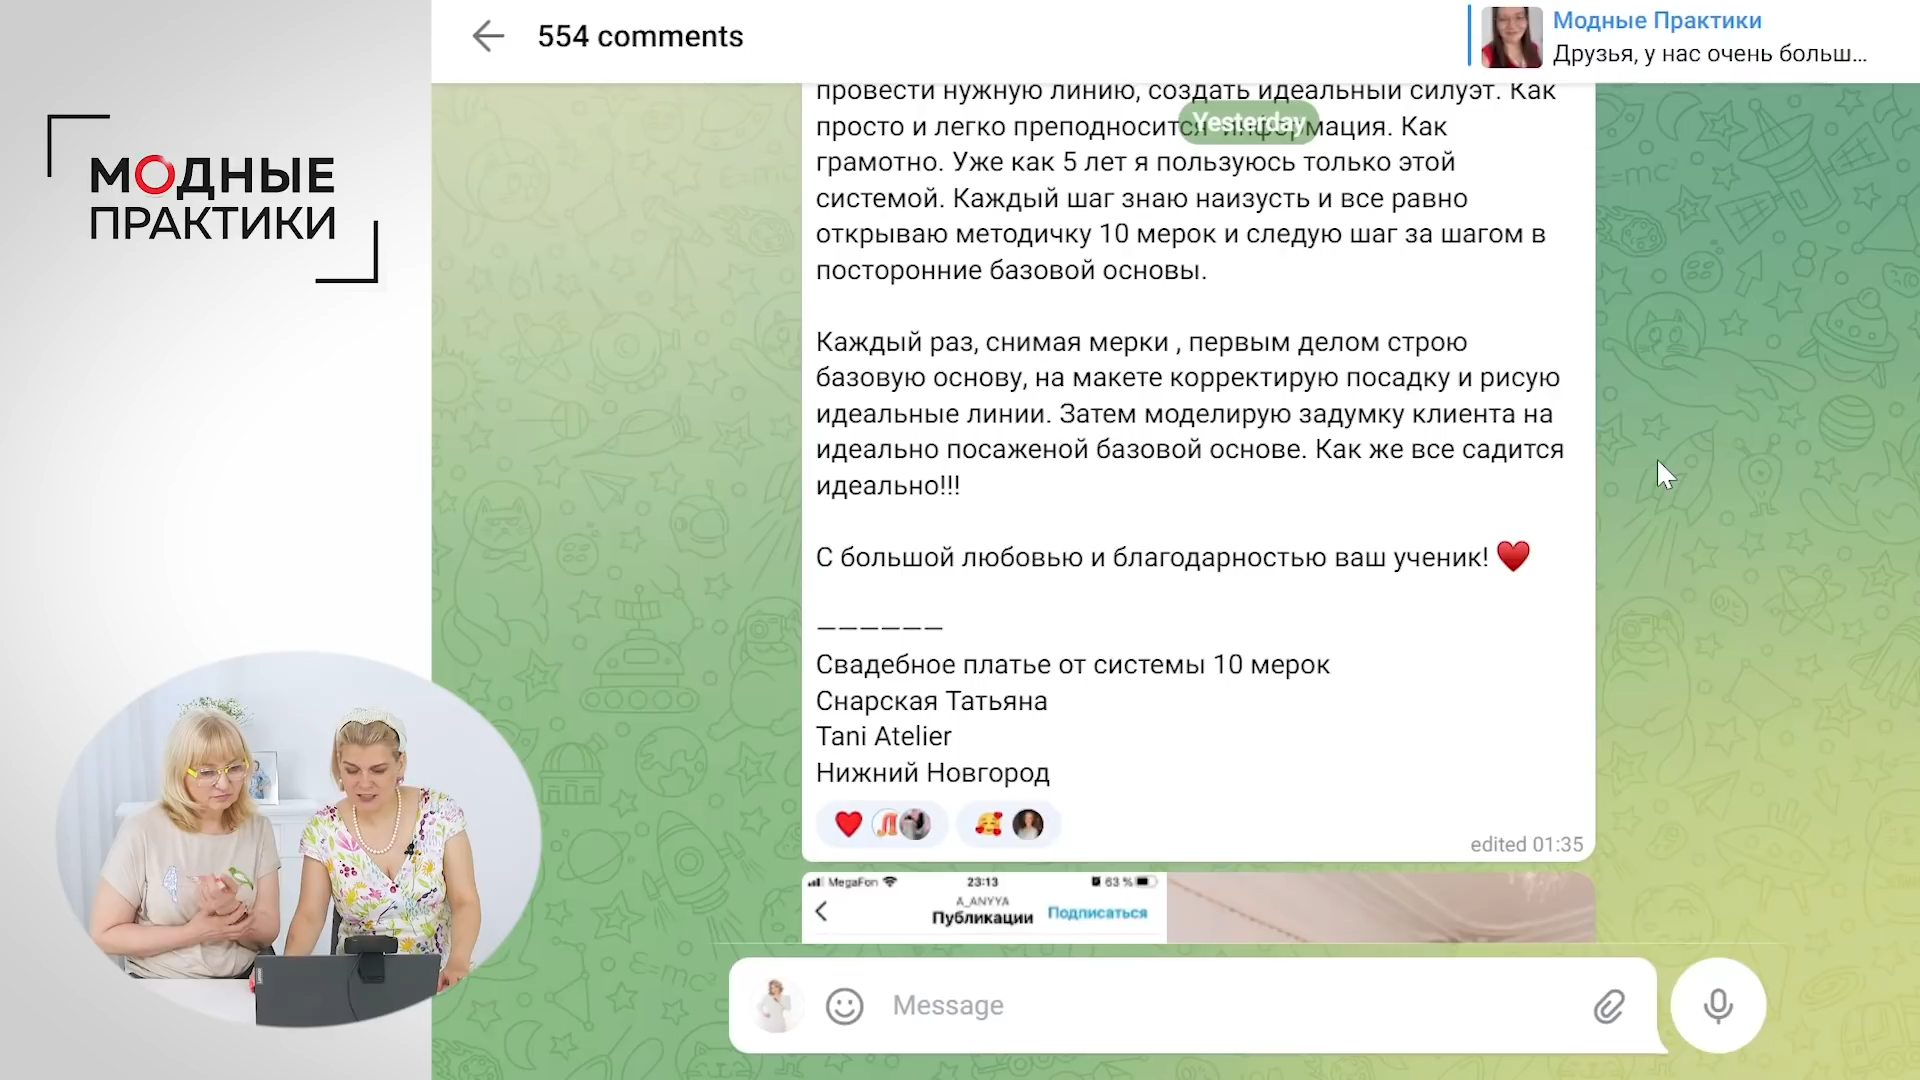 554 comments
Модные Практики
Друзья, у нас очень больш...
МОДНЫЕ
ПРАКТИКИ
провести нужную линию, создать идеальный силуэт. Как
Yesterday
просто и легко преподносится информация. Как
грамотно. Уже как 5 лет я пользуюсь только этой
системой. Каждый шаг знаю наизусть и все равно
открываю методичку 10 мерок и следую шаг за шагом в
посторонние базовой основы.
Каждый раз, снимая мерки , первым делом строю
базовую основу, на макете корректирую посадку и рисую
идеальные линии. Затем моделирую задумку клиента на
идеально посаженой базовой основе. Как же все садится
идеально!!!
С большой любовью и благодарностью ваш ученик! ♥️
——————
Свадебное платье от системы 10 мерок
Снарская Татьяна
Tani Atelier
Нижний Новгород
edited 01:35
MegaFon 23:13 63 %
A_ANYYA
Публикации Подписаться
Message